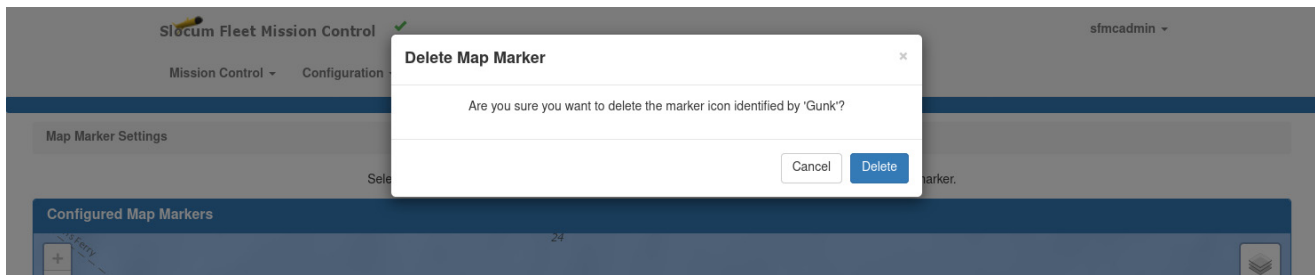 Slocum Fleet Mission Control
sfmcadmin
Delete Map Marker
×
Mission Control
Configuration
Are you sure you want to delete the marker icon identified by 'Gunk'?
Map Marker Settings
Cancel
Delete
Sele
arker.
Configured Map Markers
24
+